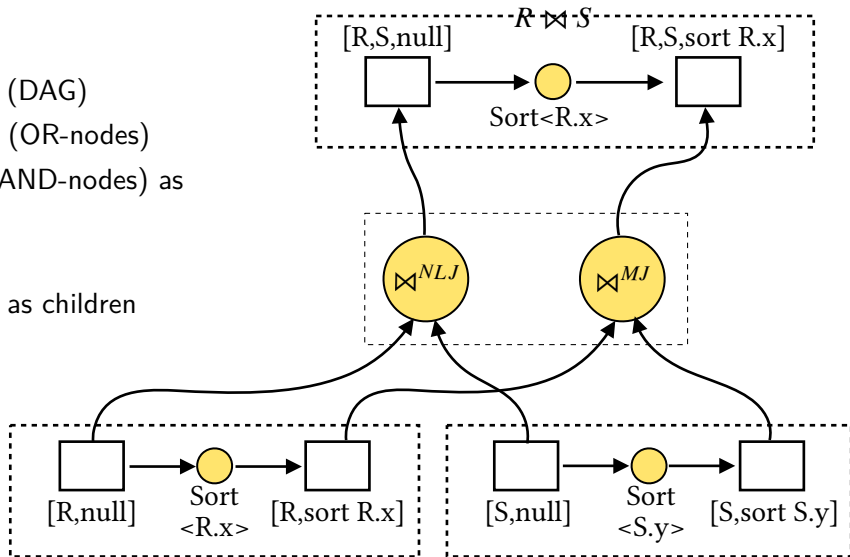 R ⋈ S
[R,S,null] [R,S,sort R.x]
(DAG)
Sort<R.x>
(OR-nodes)
AND-nodes) as
⋈NLJ ⋈MJ
as children
Sort Sort
[R,null] <R.x> [R,sort R.x] [S,null] <S.y> [S,sort S.y]